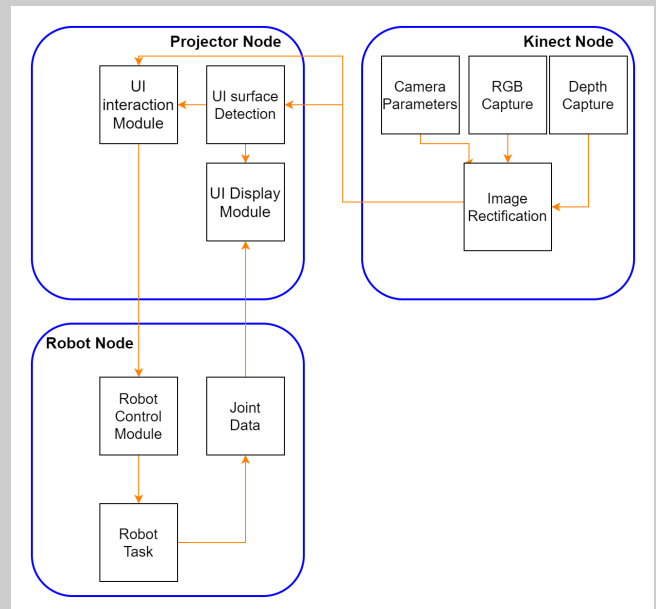 Projector Node
UI
interaction
Module
UI surface
Detection
UI Display
Module
Kinect Node
Camera
Parameters
RGB
Capture
Depth
Capture
Image
Rectification
Robot Node
Robot
Control
Module
Joint
Data
Robot
Task